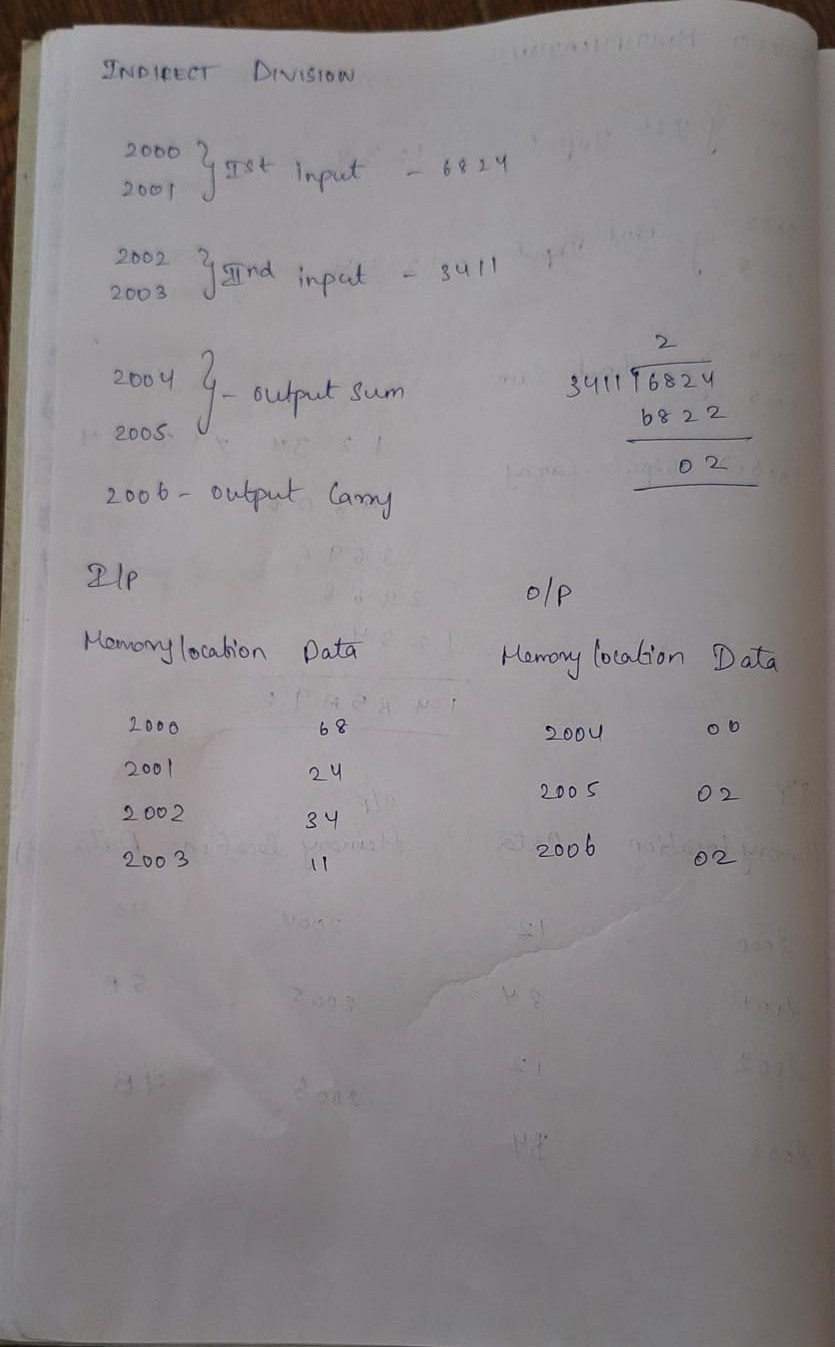 INDIRECT DIVISION
2000
2001 } Ist input - 6824
2002
2003 } IInd input - 3411
2004
2005 } - output sum
2006 - output Carry
2
3411 6824
6822
02
I/P
Memory location Data
2000 68
2001 24
2002 34
2003 11
O/P
Memory location Data
2004 00
2005 02
2006 02